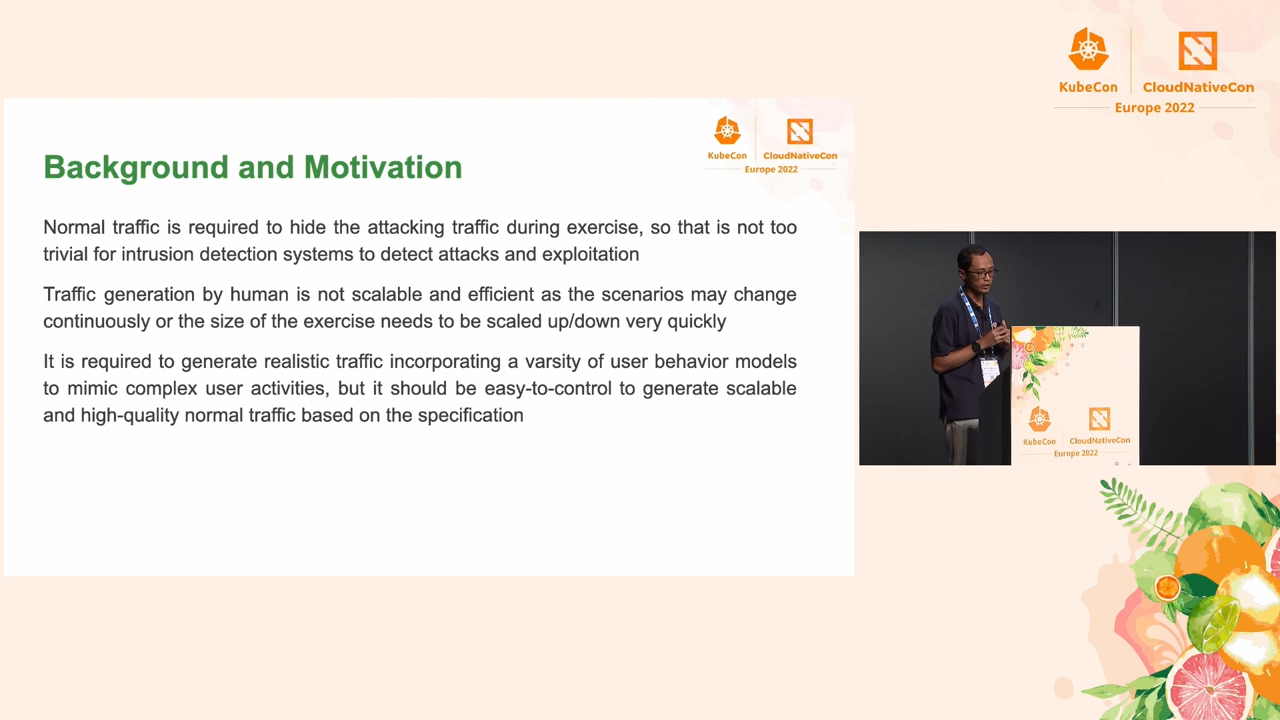 KubeCon
CloudNativeCon
Europe 2022
KubeCon
CloudNativeCon
Europe 2022
Background and Motivation
Normal traffic is required to hide the attacking traffic during exercise, so that is not too
trivial for intrusion detection systems to detect attacks and exploitation
Traffic generation by human is not scalable and efficient as the scenarios may change
continuously or the size of the exercise needs to be scaled up/down very quickly
It is required to generate realistic traffic incorporating a varsity of user behavior models
to mimic complex user activities, but it should be easy-to-control to generate scalable
and high-quality normal traffic based on the specification
KubeCon
CloudNativeCon
Europe 2022